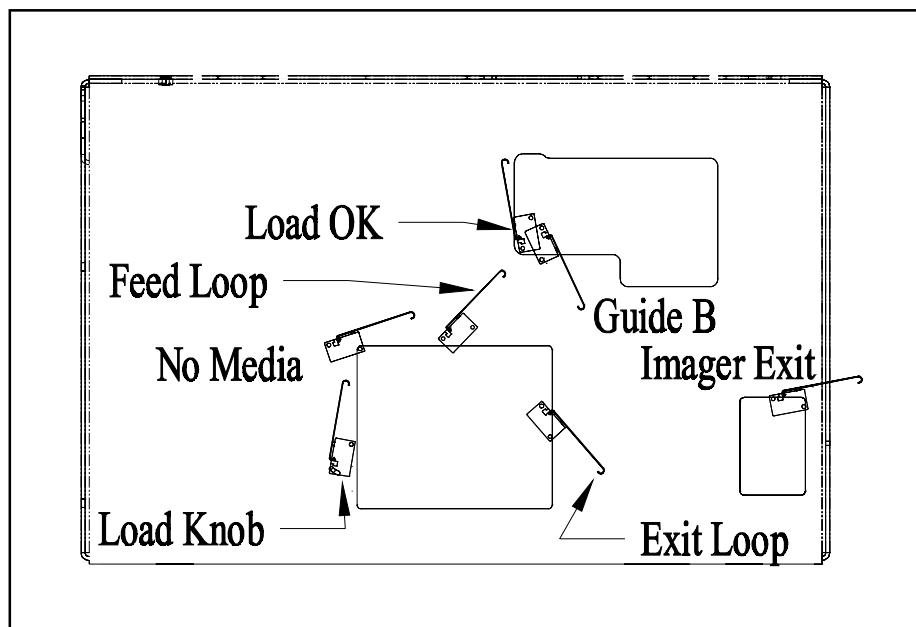 Load OK
Feed Loop
Guide B
No Media
Imager Exit
Load Knob
Exit Loop